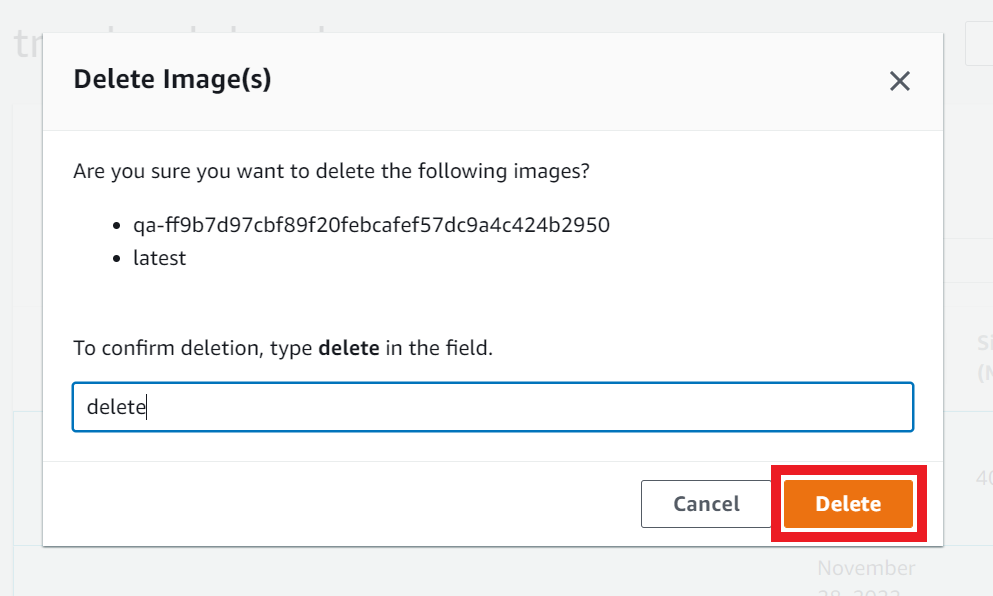 Delete Image(s)
Are you sure you want to delete the following images?
qa-ff9b7d97cbf89f20febcafef57dc9a4c424b2950
latest
To confirm deletion, type delete in the field.
delete
Cancel
Delete
November